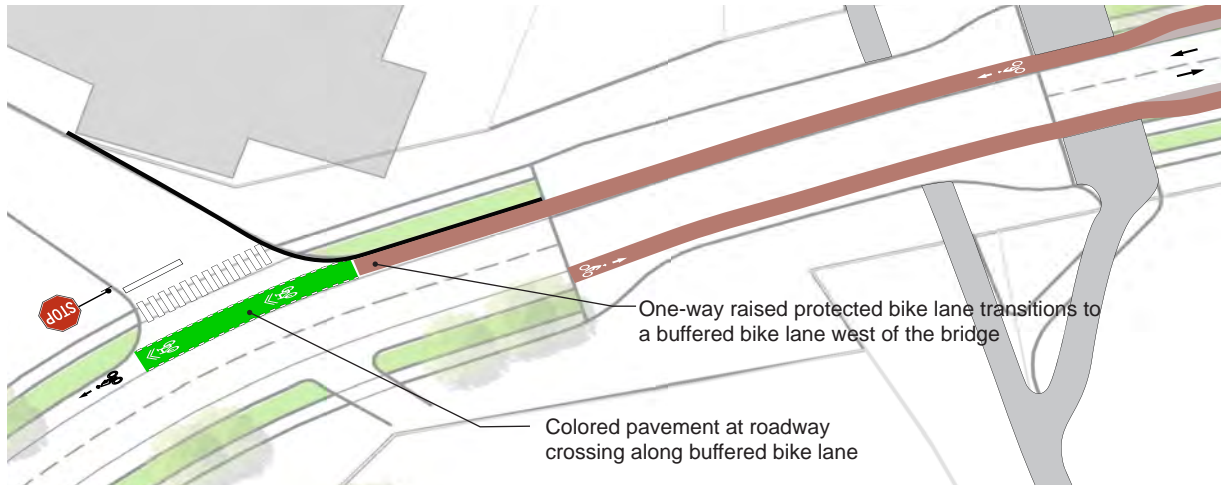 One-way raised protected bike lane transitions to
a buffered bike lane west of the bridge
STOP
Colored pavement at roadway
crossing along buffered bike lane